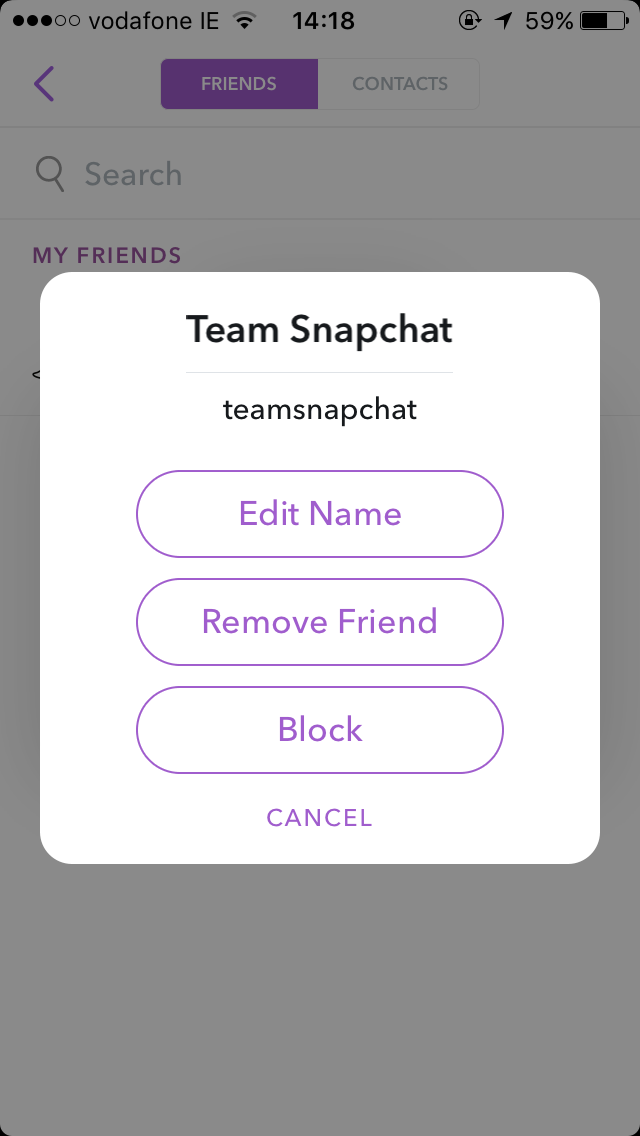 vodafone IE 14:18 59%
FRIENDS CONTACTS
Search
MY FRIENDS
Team Snapchat
<
teamsnapchat
Edit Name
Remove Friend
Block
CANCEL